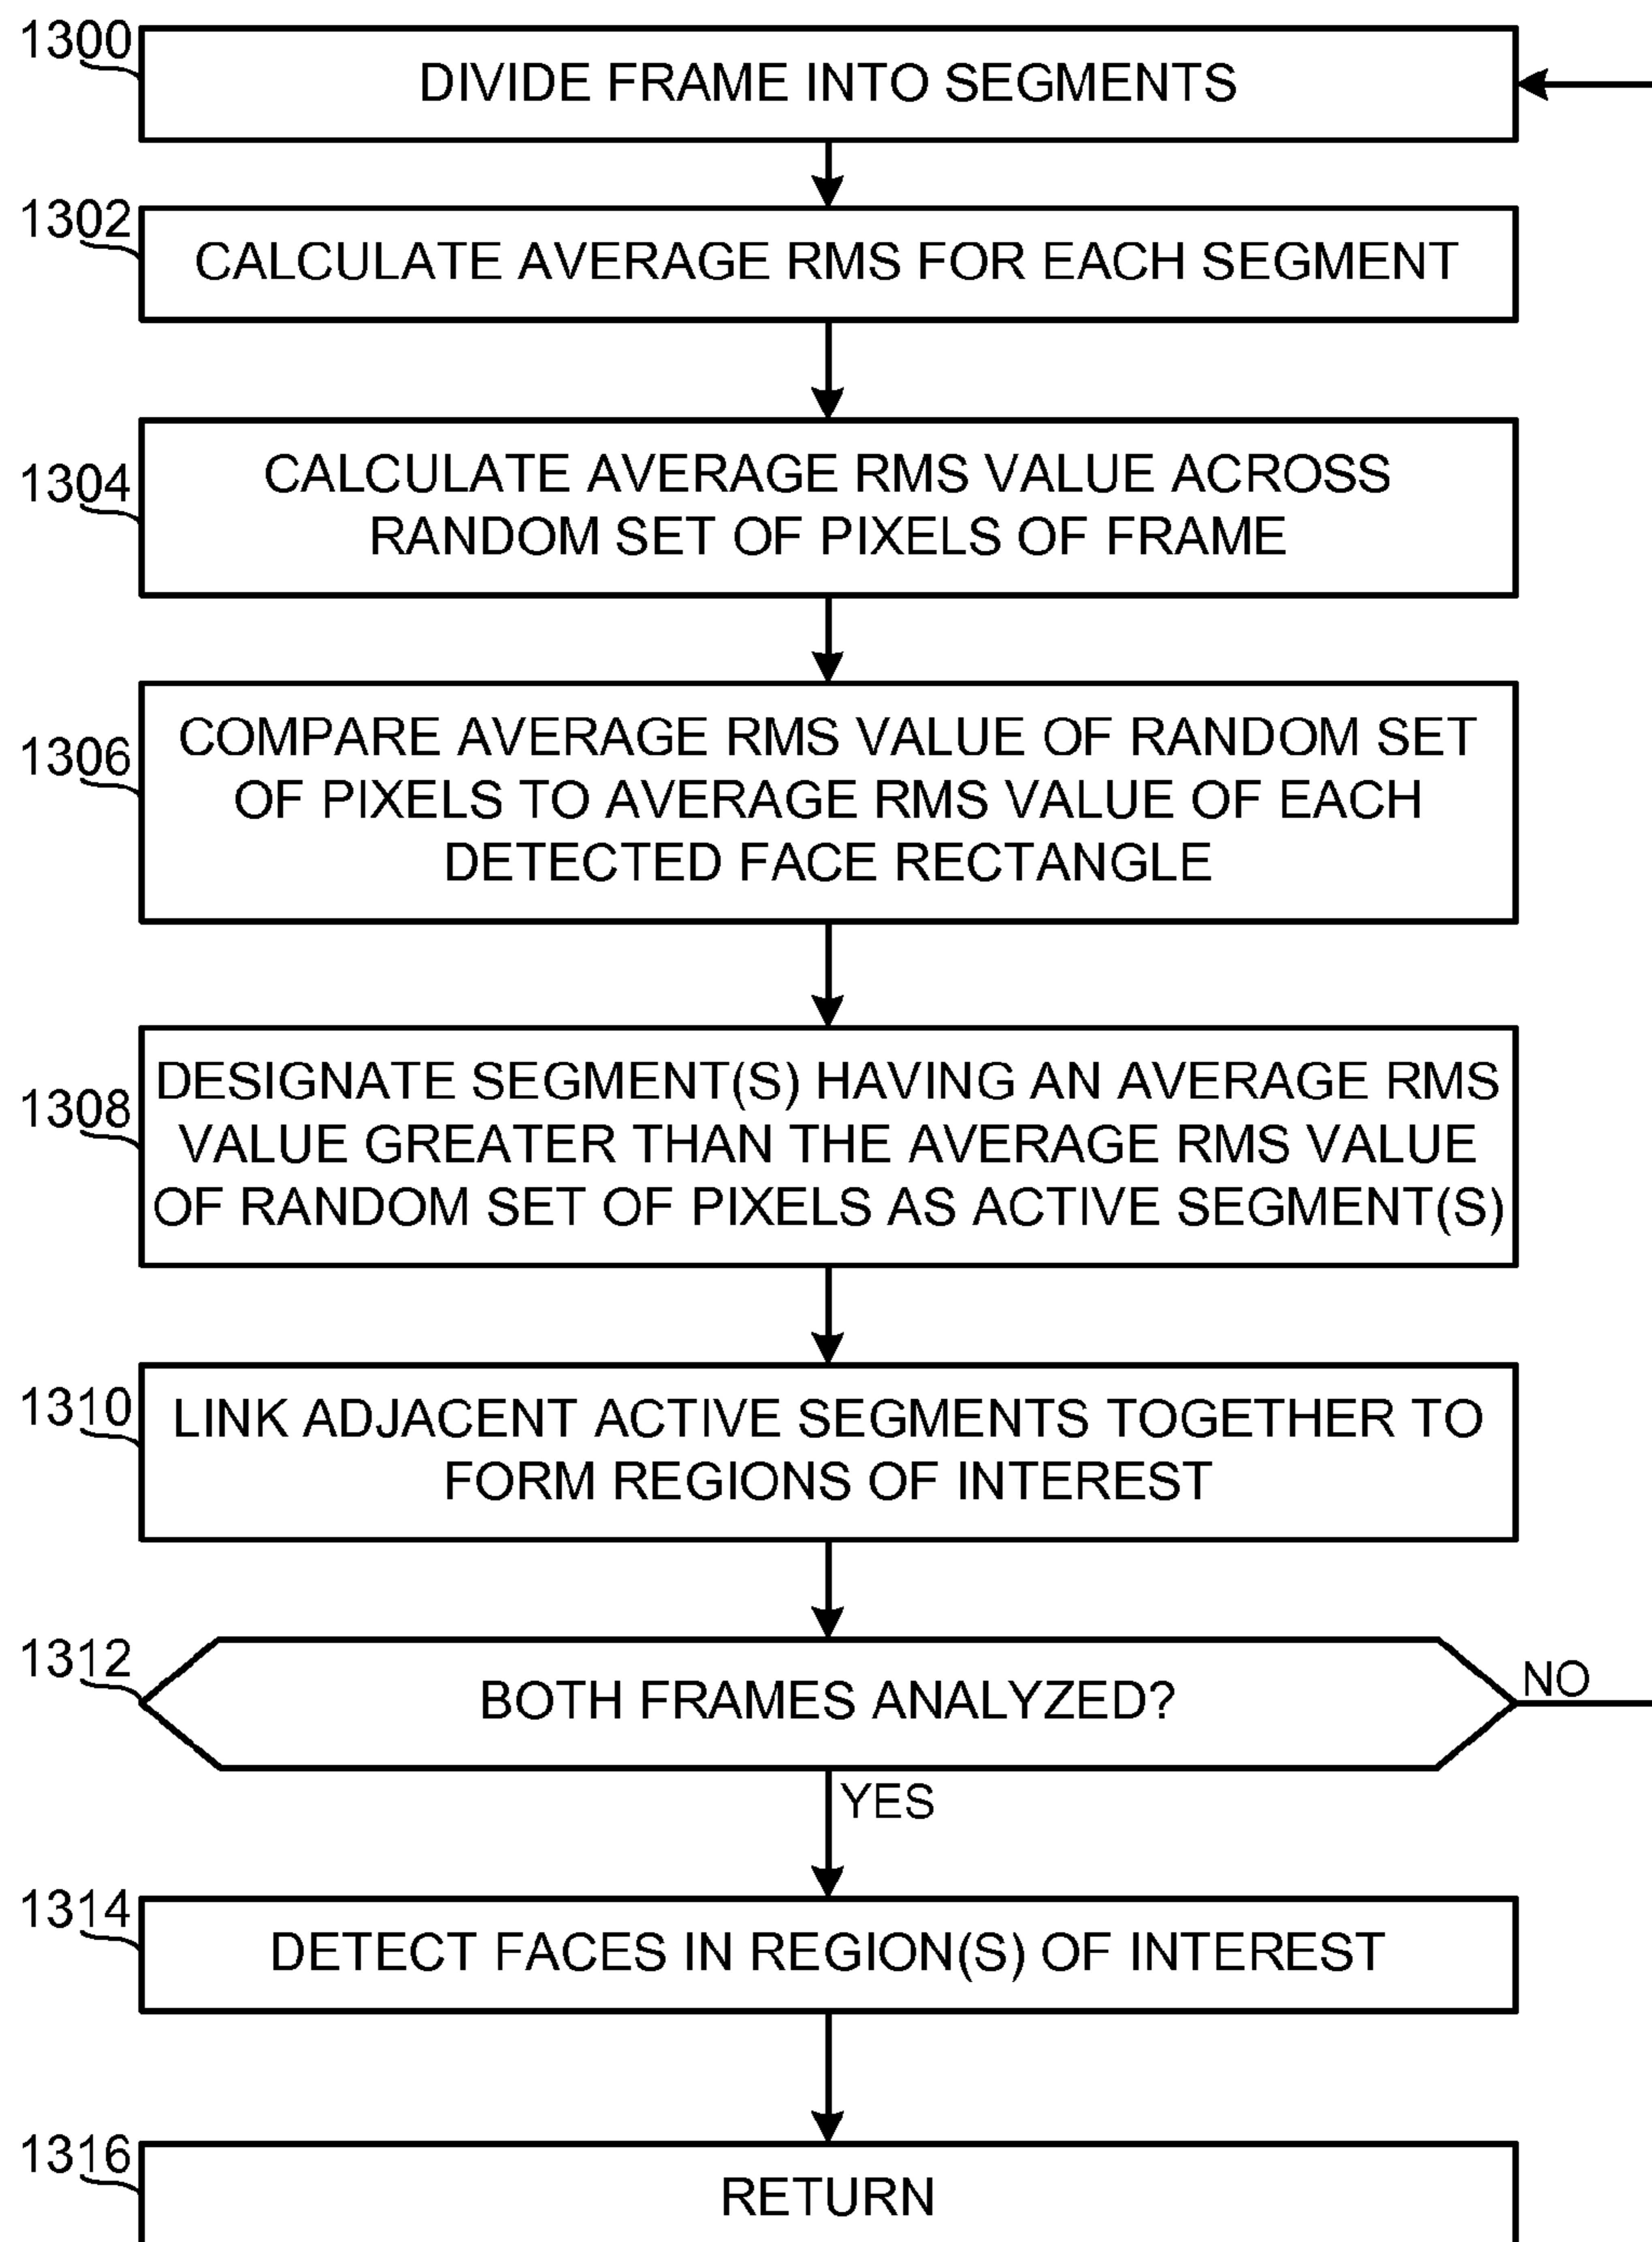 1300
DIVIDE FRAME INTO SEGMENTS
1302
CALCULATE AVERAGE RMS FOR EACH SEGMENT
1304
CALCULATE AVERAGE RMS VALUE ACROSS
RANDOM SET OF PIXELS OF FRAME
1306
COMPARE AVERAGE RMS VALUE OF RANDOM SET
OF PIXELS TO AVERAGE RMS VALUE OF EACH
DETECTED FACE RECTANGLE
1308
DESIGNATE SEGMENT(S) HAVING AN AVERAGE RMS
VALUE GREATER THAN THE AVERAGE RMS VALUE
OF RANDOM SET OF PIXELS AS ACTIVE SEGMENT(S)
1310
LINK ADJACENT ACTIVE SEGMENTS TOGETHER TO
FORM REGIONS OF INTEREST
1312
BOTH FRAMES ANALYZED?
NO
YES
1314
DETECT FACES IN REGION(S) OF INTEREST
1316
RETURN